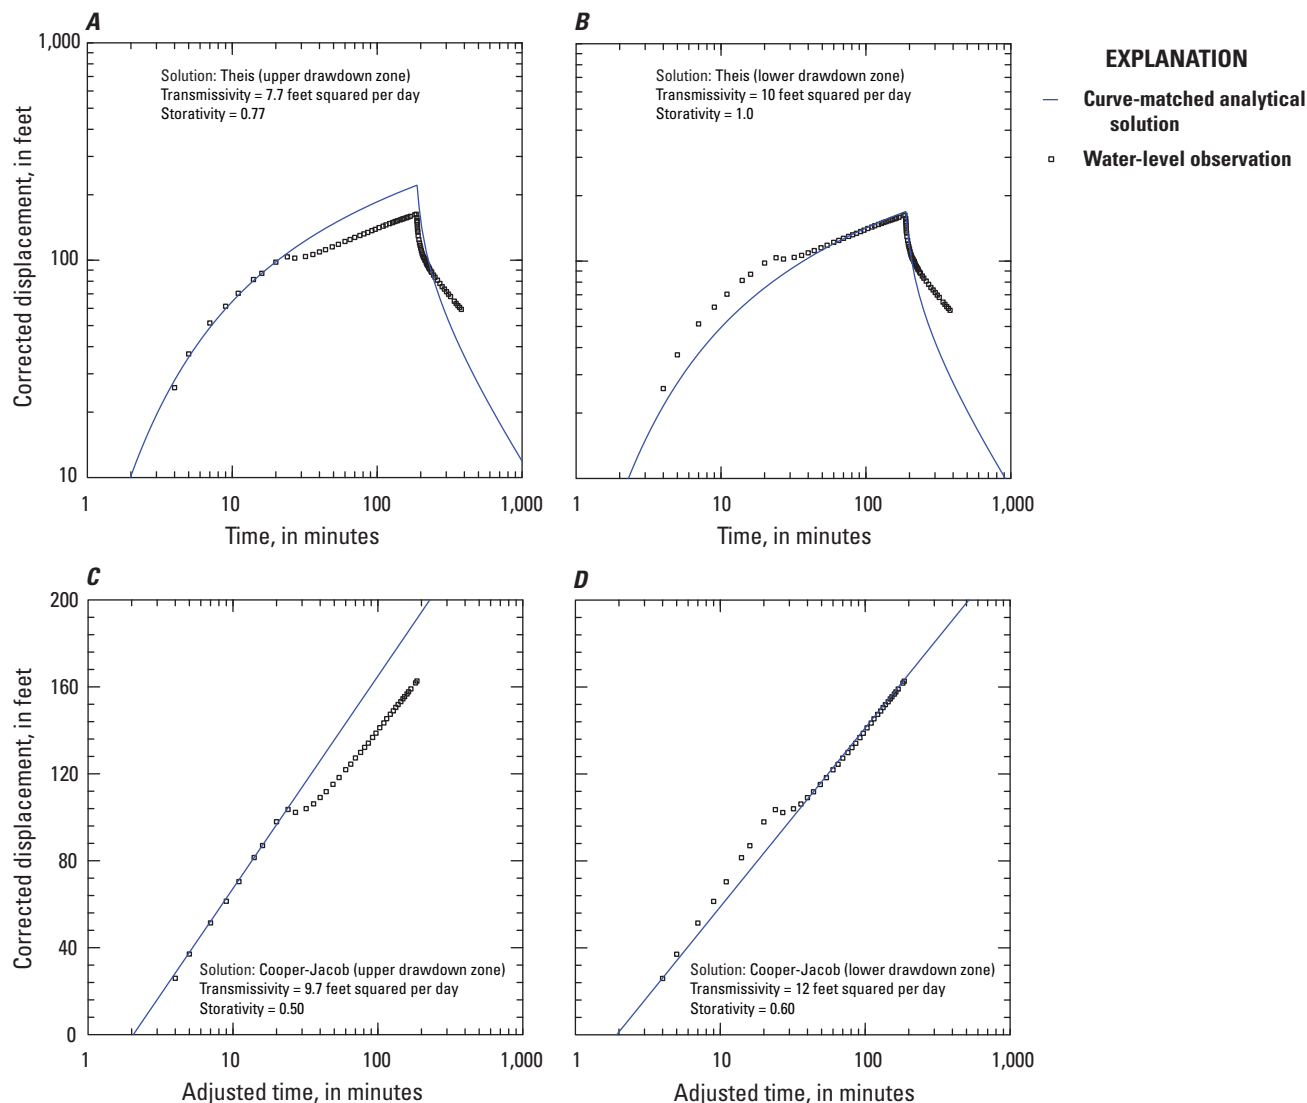 A
1,000
100
10
1
10
100
1,000
Corrected displacement, in feet
Time, in minutes
Solution: Theis (upper drawdown zone)
Transmissivity = 7.7 feet squared per day
Storativity = 0.77
B
Solution: Theis (lower drawdown zone)
Transmissivity = 10 feet squared per day
Storativity = 1.0
1
10
100
1,000
Time, in minutes
EXPLANATION
Curve-matched analytical
solution
Water-level observation
C
200
160
120
80
40
0
1
10
100
1,000
Corrected displacement, in feet
Adjusted time, in minutes
Solution: Cooper-Jacob (upper drawdown zone)
Transmissivity = 9.7 feet squared per day
Storativity = 0.50
D
Solution: Cooper-Jacob (lower drawdown zone)
Transmissivity = 12 feet squared per day
Storativity = 0.60
1
10
100
1,000
Adjusted time, in minutes